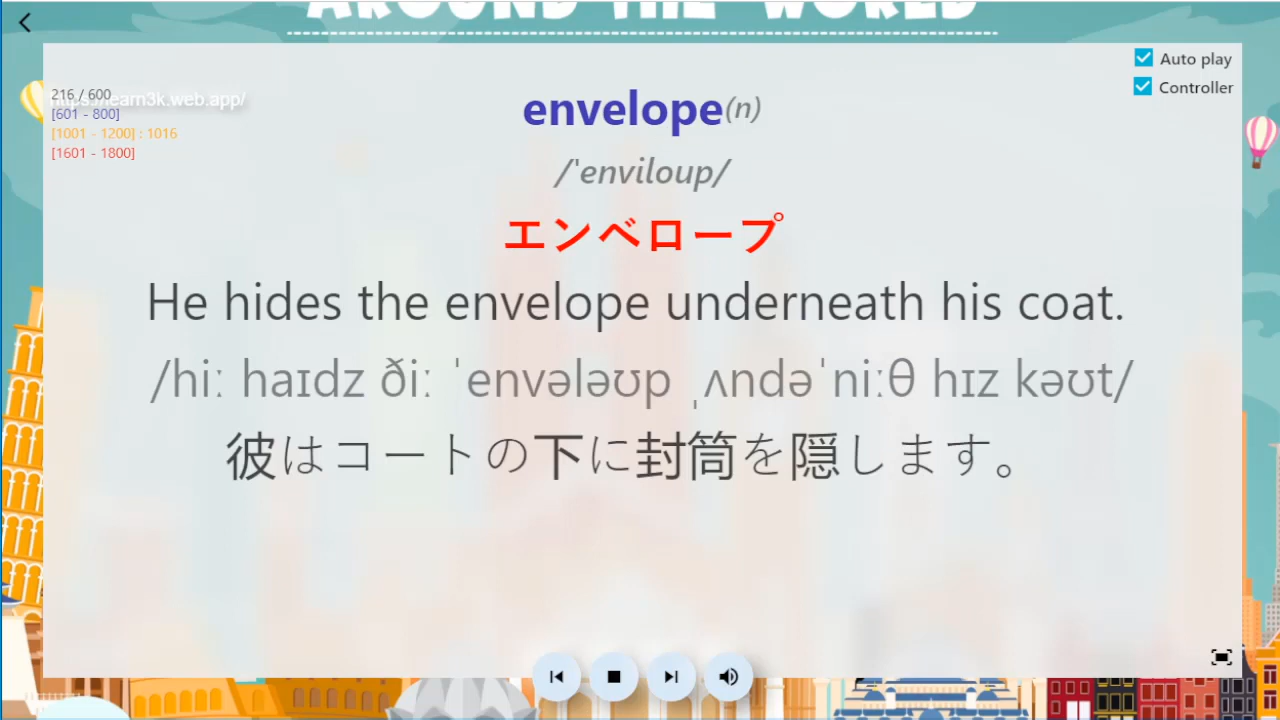 AROUND THE WORLD
Auto play
Controller
216 / 600
https://learn3k.web.app/
[601 - 800]
[1001 - 1200] : 1016
[1601 - 1800]
envelope(n)
/'enviloup/
エンベロープ
He hides the envelope underneath his coat.
/hiː haɪdz ðiː ˈenvələʊp ˌʌndəˈniːθ hɪz kəʊt/
彼はコートの下に封筒を隠します。